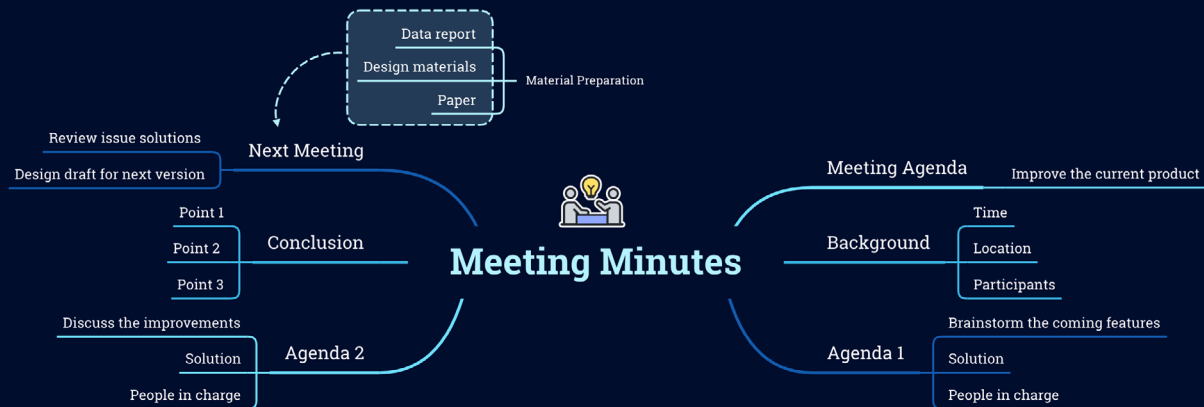 Data report
Design materials
Paper
Material Preparation
Next Meeting
Review issue solutions
Design draft for next version
Conclusion
Point 1
Point 2
Point 3
Agenda 2
Discuss the improvements
Solution
People in charge
Meeting Minutes
Meeting Agenda
Improve the current product
Background
Time
Location
Participants
Agenda 1
Brainstorm the coming features
Solution
People in charge